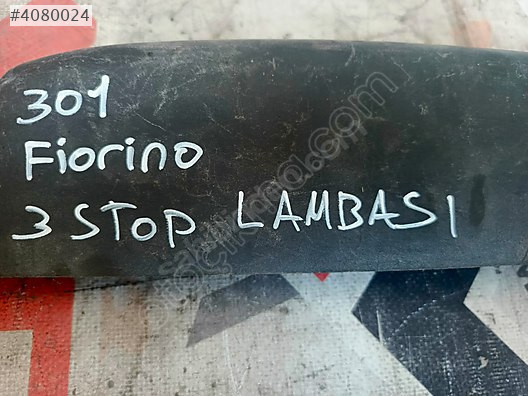 #4080024
301
Fiorino
3 STOP LAMBASI